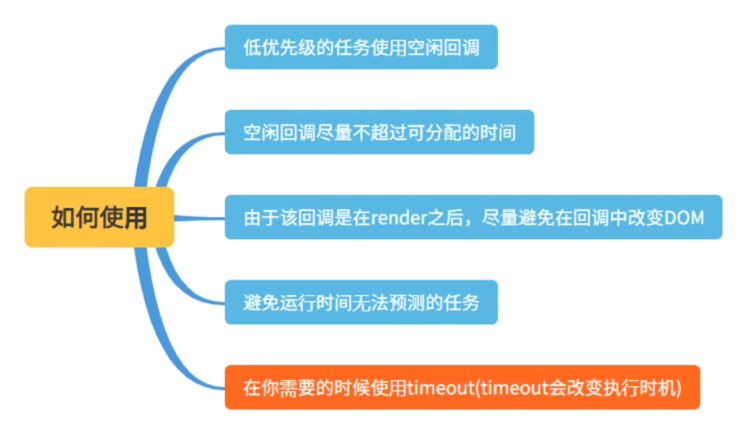 低优先级的任务使用空闲回调
空闲回调尽量不超过可分配的时间
如何使用
由于该回调是在render之后，尽量避免在回调中改变DOM
避免运行时间无法预测的任务
在你需要的时候使用timeout(timeout会改变执行时机)